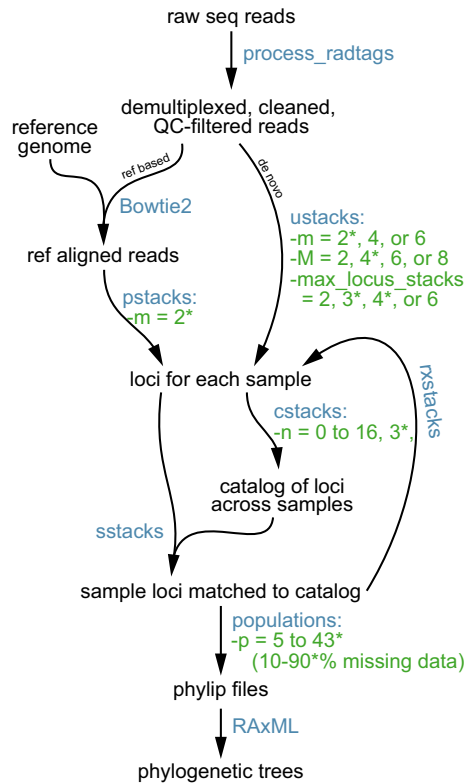 raw seq reads
process_radtags
demultiplexed, cleaned,
QC-filtered reads
reference
genome
ref based
de novo
Bowtie2
ustacks:
-m = 2*, 4, or 6
-M = 2, 4*, 6, or 8
-max_locus_stacks
= 2, 3*, 4*, or 6
ref aligned reads
pstacks:
-m = 2*
loci for each sample
rxstacks
cstacks:
-n = 0 to 16, 3*,
catalog of loci
across samples
sstacks
sample loci matched to catalog
populations:
-p = 5 to 43*
(10-90*% missing data)
phylip files
RAxML
phylogenetic trees